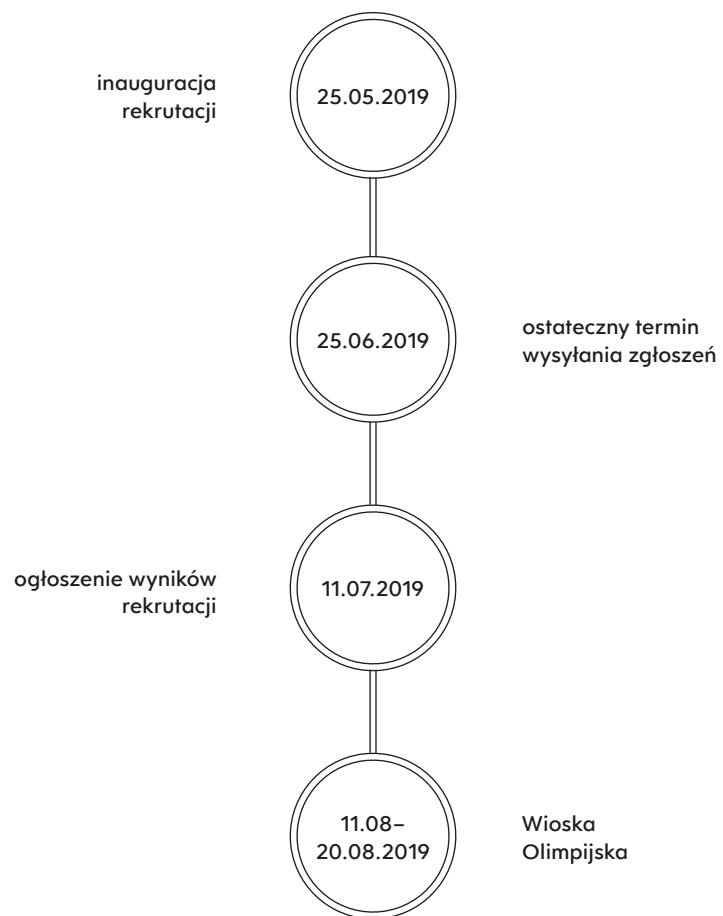 inauguracja
rekrutacji
25.05.2019
25.06.2019
ostateczny termin
wysyłania zgłoszeń
ogłoszenie wyników
rekrutacji
11.07.2019
11.08–
20.08.2019
Wioska
Olimpijska